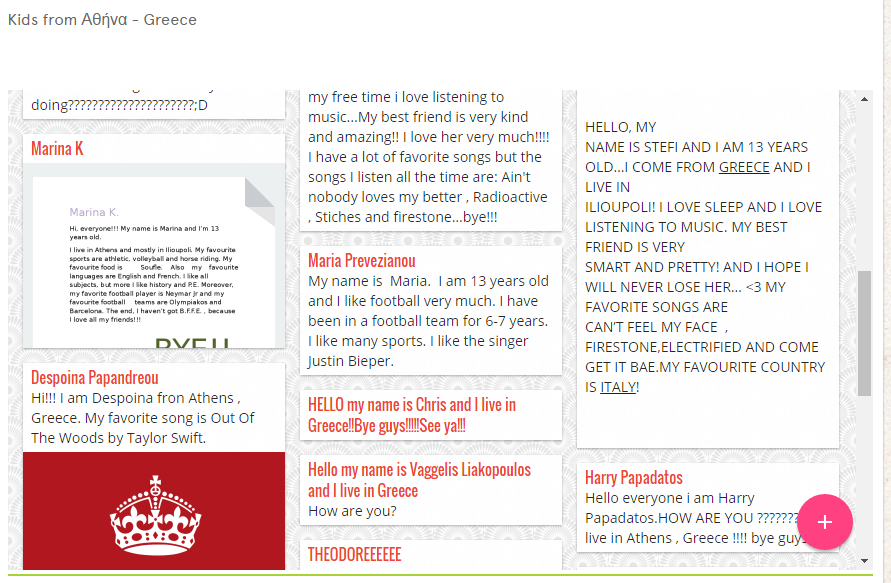 Kids from Αθήνα - Greece
doing?????????????????????;D
Marina K
Marina K.
Hi, everyone!!! My name is Marina and I'm 13
years old.
I live in Athens and mostly in Ilioupoli. My favourite
sports are athletic, volleyball and horse riding. My
favourite food is Soufle. Also my favourite
languages are English and French. I like all
subjects, but more I like history and P.E. Moreover,
my favorite football player is Neymar Jr and my
favourite football teams are Olympiakos and
Barcelona. The end, I haven't got B.F.F.E. , because
I love all my friends!!!
BYE!!
Despoina Papandreou
Hi!!! I am Despoina fron Athens ,
Greece. My favorite song is Out Of
The Woods by Taylor Swift.
my free time i love listening to
music...My best friend is very kind
and amazing!! I love her very much!!!!
I have a lot of favorite songs but the
songs I listen all the time are: Ain't
nobody loves my better , Radioactive
, Stiches and firestone...bye!!!
Maria Prevezianou
My name is Maria. I am 13 years old
and I like football very much. I have
been in a football team for 6-7 years.
I like many sports. I like the singer
Justin Bieper.
HELLO my name is Chris and I live in
Greece!!Bye guys!!!!!See ya!!!
Hello my name is Vaggelis Liakopoulos
and I live in Greece
How are you?
THEODOREEEEEE
HELLO, MY
NAME IS STEFI AND I AM 13 YEARS
OLD...I COME FROM GREECE AND I
LIVE IN
ILIOUPOLI! I LOVE SLEEP AND I LOVE
LISTENING TO MUSIC. MY BEST
FRIEND IS VERY
SMART AND PRETTY! AND I HOPE I
WILL NEVER LOSE HER... <3 MY
FAVORITE SONGS ARE
CAN'T FEEL MY FACE ,
FIRESTONE,ELECTRIFIED AND COME
GET IT BAE.MY FAVOURITE COUNTRY
IS ITALY!
Harry Papadatos
Hello everyone i am Harry
Papadatos.HOW ARE YOU ???????
live in Athens , Greece !!!! bye guys